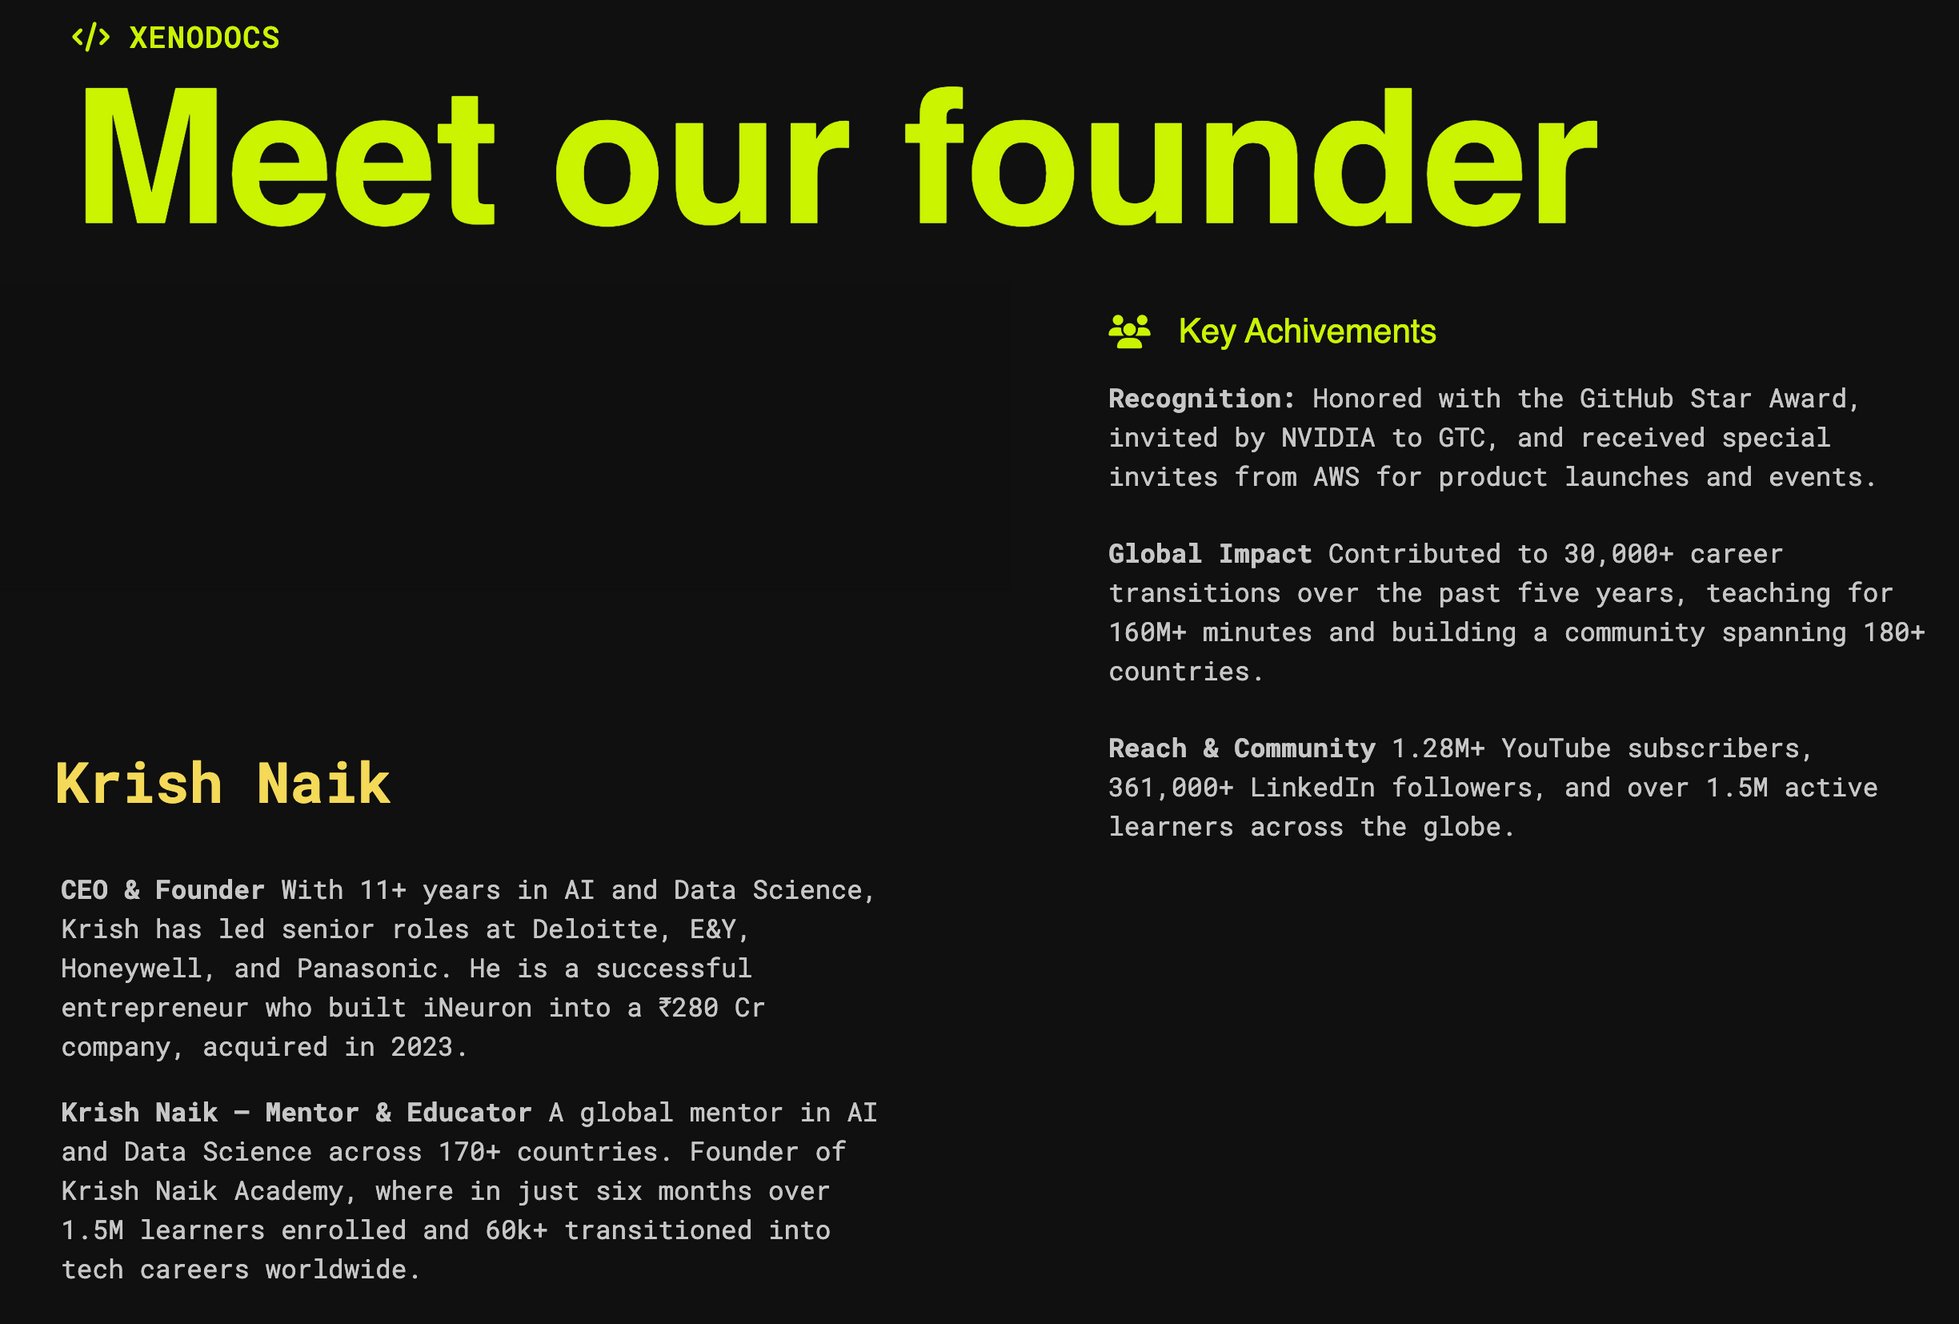 </> XENODOCS
Meet our founder
Krish Naik
CEO & Founder With 11+ years in AI and Data Science,
Krish has led senior roles at Deloitte, E&Y,
Honeywell, and Panasonic. He is a successful
entrepreneur who built iNeuron into a ₹280 Cr
company, acquired in 2023.
Krish Naik – Mentor & Educator A global mentor in AI
and Data Science across 170+ countries. Founder of
Krish Naik Academy, where in just six months over
1.5M learners enrolled and 60k+ transitioned into
tech careers worldwide.
Key Achivements
Recognition: Honored with the GitHub Star Award,
invited by NVIDIA to GTC, and received special
invites from AWS for product launches and events.
Global Impact Contributed to 30,000+ career
transitions over the past five years, teaching for
160M+ minutes and building a community spanning 180+
countries.
Reach & Community 1.28M+ YouTube subscribers,
361,000+ LinkedIn followers, and over 1.5M active
learners across the globe.